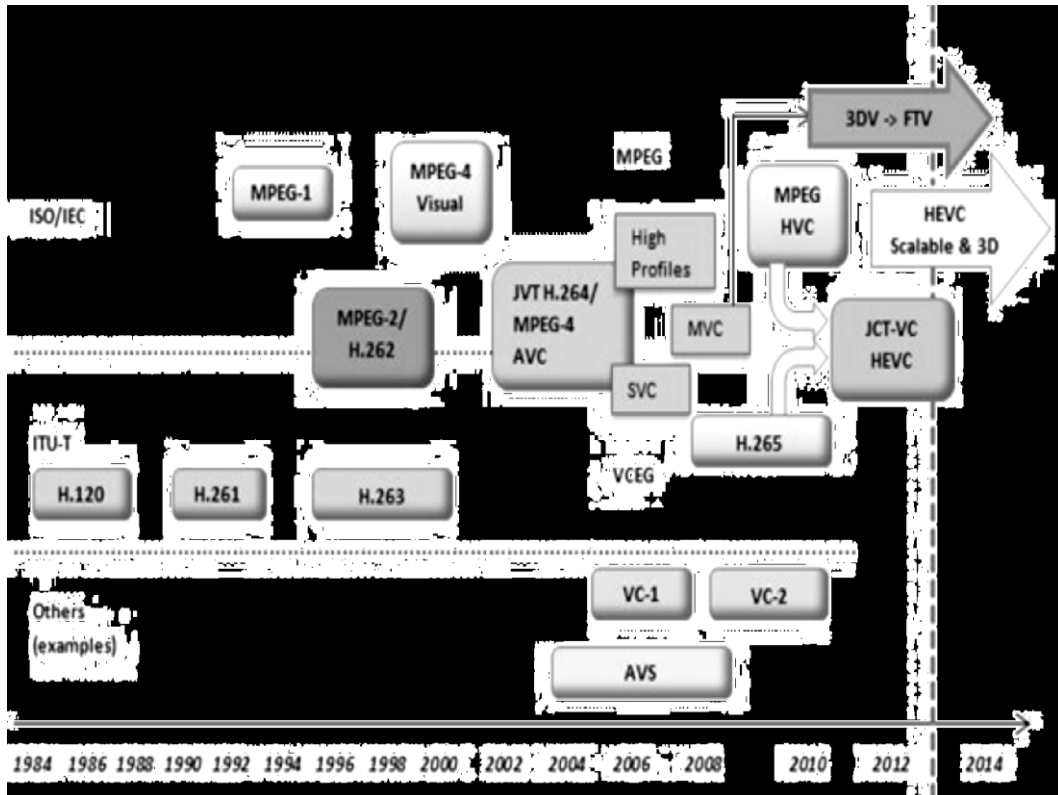 3DV -> FTV
MPEG
MPEG-1
MPEG-4
Visual
MPEG
HVC
ISO/IEC
HEVC
Scalable & 3D
High
Profiles
JVT H.264/
MPEG-4
AVC
MPEG-2/
H.262
MVC
JCT-VC
HEVC
SVC
ITU-T
H.265
VCEG
H.120
H.261
H.263
VC-1
VC-2
Others
(examples)
AVS
1984 1986 1988 1990 1992 1994 1996 1998 2000 2002 2004 2006 2008 2010 2012 2014